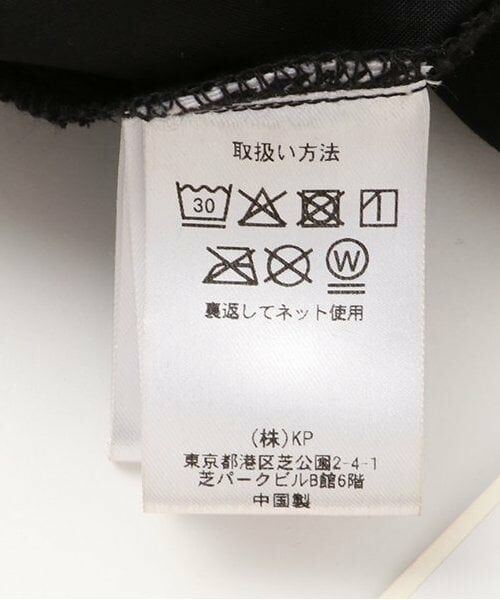 取扱い方法
30
W
裏返してネット使用
(株)KP
東京都港区芝公園2-4-1
芝パークビルB館6階
中国製